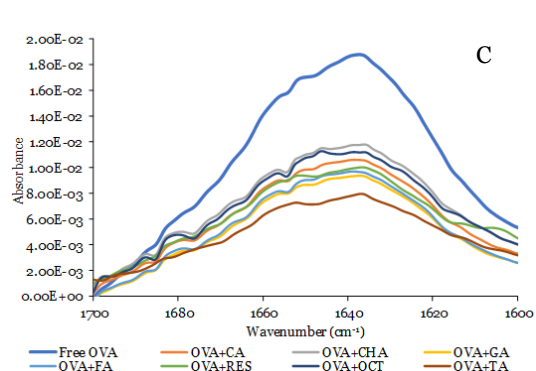 C
2.00E-02
1.80E-02
1.60E-02
1.40E-02
1.20E-02
1.00E-02
8.00E-03
6.00E-03
4.00E-03
2.00E-03
0.00E+00
Absorbance
1700 1680 1660 1640 1620 1600
Wavenumber (cm⁻¹)
Free OVA OVA+CA OVA+CHA OVA+GA
OVA+FA OVA+RES OVA+OCT OVA+TA